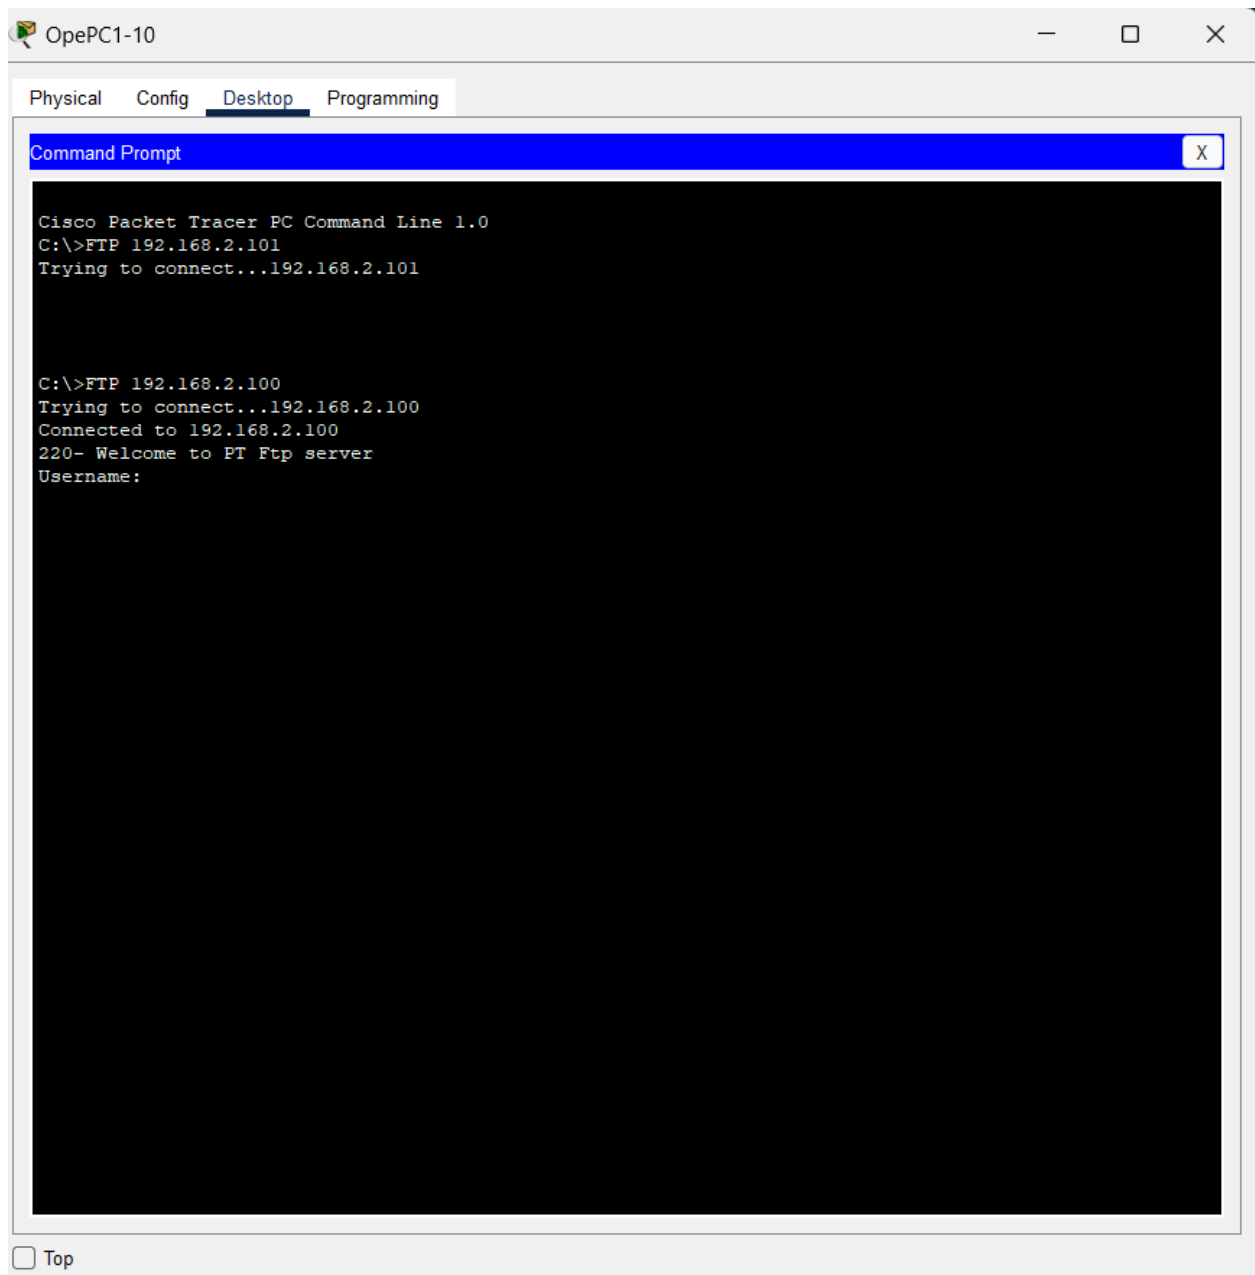 OpePC1-10
Physical Config Desktop Programming
Command Prompt
X
Cisco Packet Tracer PC Command Line 1.0
C:\>FTP 192.168.2.101
Trying to connect...192.168.2.101
C:\>FTP 192.168.2.100
Trying to connect...192.168.2.100
Connected to 192.168.2.100
220- Welcome to PT Ftp server
Username:
Top